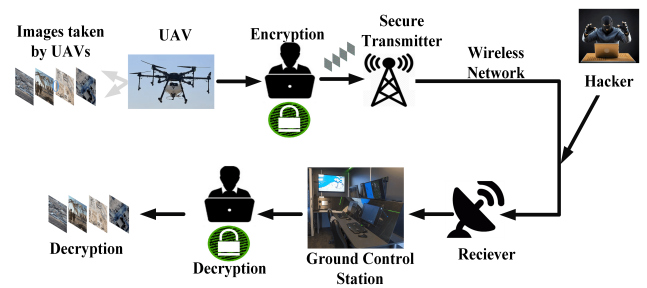 Images taken
by UAVs
UAV
Encryption
Secure
Transmitter
Wireless
Network
Hacker
Decryption
Decryption
Ground Control
Station
Reciever